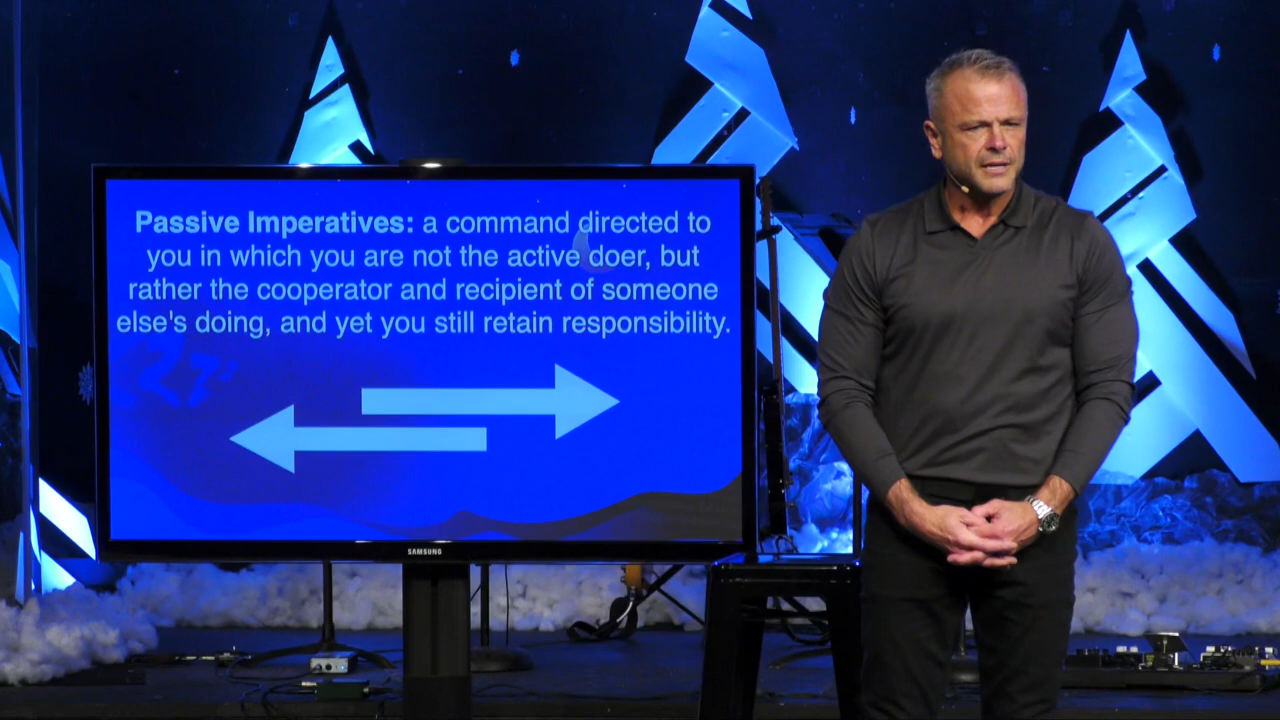 Passive Imperatives: a command directed to
you in which you are not the active doer, but
rather the cooperator and recipient of someone
else's doing, and yet you still retain responsibility.
SAMSUNG